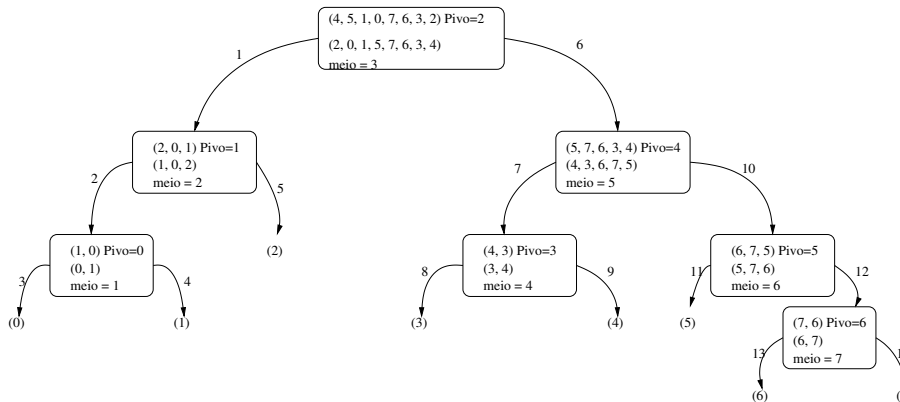 (4, 5, 1, 0, 7, 6, 3, 2) Pivo=2
(2, 0, 1, 5, 7, 6, 3, 4)
meio = 3
1
6
(2, 0, 1) Pivo=1
(1, 0, 2)
meio = 2
(5, 7, 6, 3, 4) Pivo=4
(4, 3, 6, 7, 5)
meio = 5
2
5
7
10
(2)
(1, 0) Pivo=0
(0, 1)
meio = 1
(4, 3) Pivo=3
(3, 4)
meio = 4
(6, 7, 5) Pivo=5
(5, 7, 6)
meio = 6
3
4
8
9
11
12
(0)
(1)
(3)
(4)
(5)
(7, 6) Pivo=6
(6, 7)
meio = 7
13
(6)